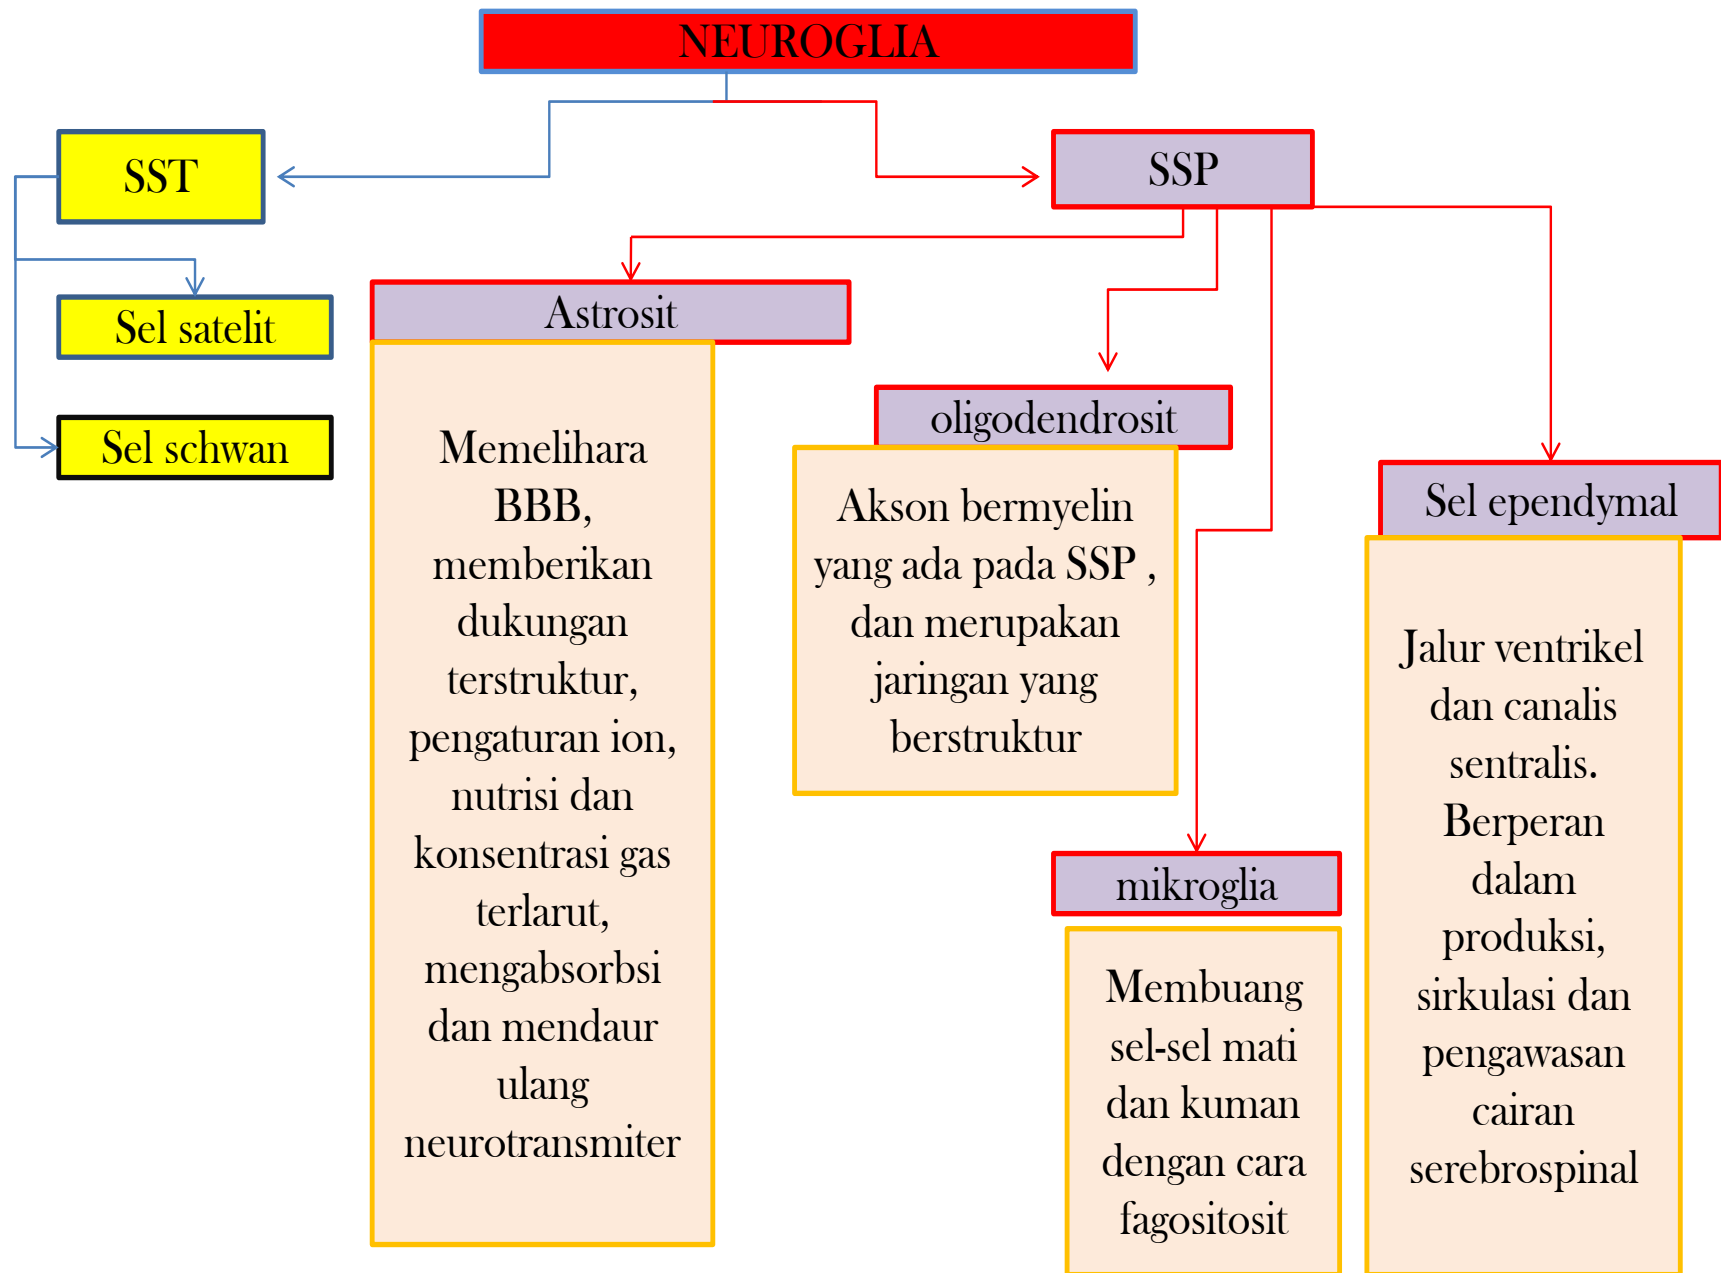 NEUROGLIA
SST
SSP
Sel satelit
Sel schwan
Astrosit
Memelihara
BBB,
memberikan
dukungan
terstruktur,
pengaturan ion,
nutrisi dan
konsentrasi gas
terlarut,
mengabsorbsi
dan mendaur
ulang
neurotransmiter
oligodendrosit
Akson bermyelin
yang ada pada SSP ,
dan merupakan
jaringan yang
berstruktur
mikroglia
Membuang
sel-sel mati
dan kuman
dengan cara
fagositosit
Sel ependymal
Jalur ventrikel
dan canalis
sentralis.
Berperan
dalam
produksi,
sirkulasi dan
pengawasan
cairan
serebrospinal